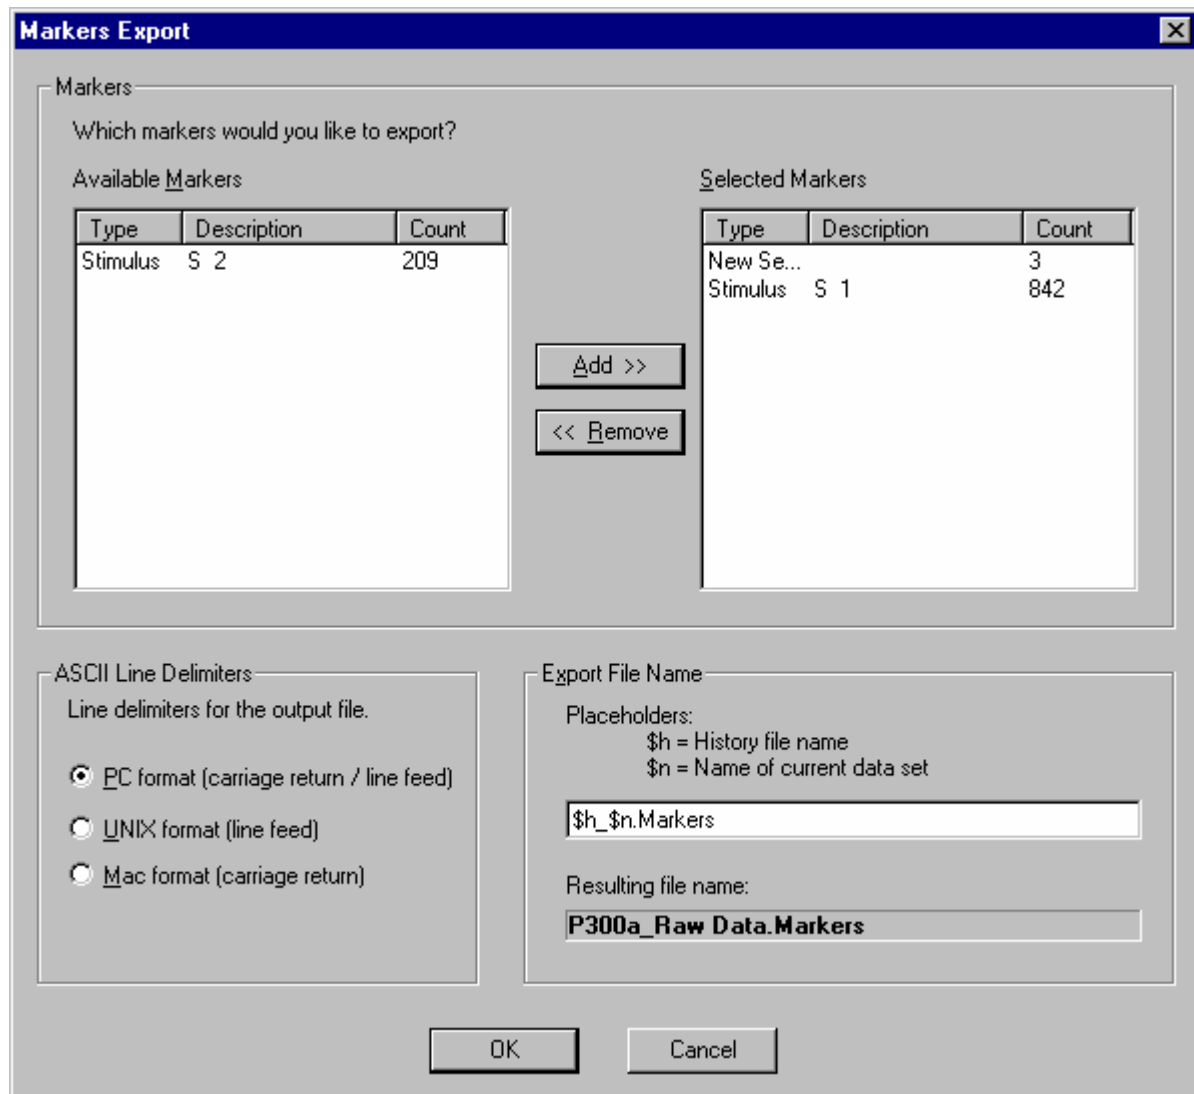 Markers Export
Markers
Which markers would you like to export?
Available Markers
Type Description Count
Stimulus S 2 209
Add >>
<< Remove
Selected Markers
Type Description Count
New Se... 3
Stimulus S 1 842
ASCII Line Delimiters
Line delimiters for the output file.
PC format (carriage return / line feed)
UNIX format (line feed)
Mac format (carriage return)
Export File Name
Placeholders:
$h = History file name
$n = Name of current data set
$h_$n.Markers
Resulting file name:
P300a_Raw Data.Markers
OK Cancel